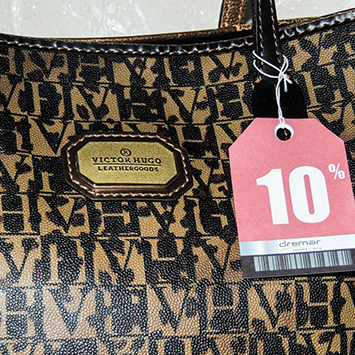 VICTOR HUGO
LEATHERGOODS
10%
dremar